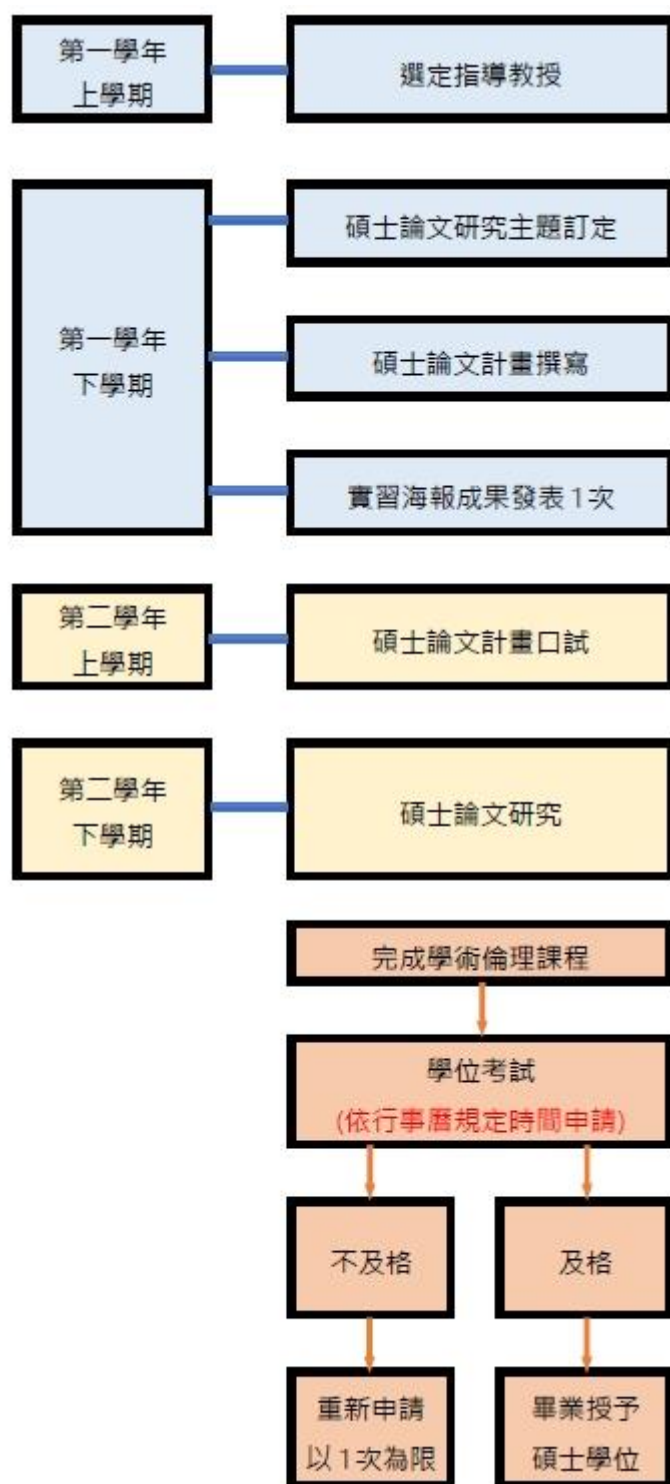 第一學年
上學期
選定指導教授
第一學年
下學期
碩士論文研究主題訂定
碩士論文計畫撰寫
實習海報成果發表1次
第二學年
上學期
碩士論文計畫口試
第二學年
下學期
碩士論文研究
完成學術倫理課程
學位考試
(依行事曆規定時間申請)
不及格
及格
重新申請
以1次為限
畢業授予
碩士學位